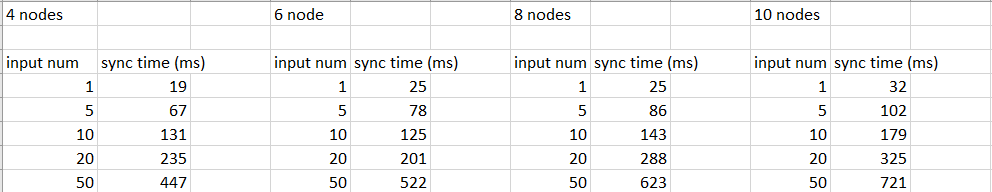 4 nodes 6 node 8 nodes 10 nodes
input num sync time (ms) input num sync time (ms) input num sync time (ms) input num sync time (ms)
1 19 1 25 1 25 1 32
5 67 5 78 5 86 5 102
10 131 10 125 10 143 10 179
20 235 20 201 20 288 20 325
50 447 50 522 50 623 50 721